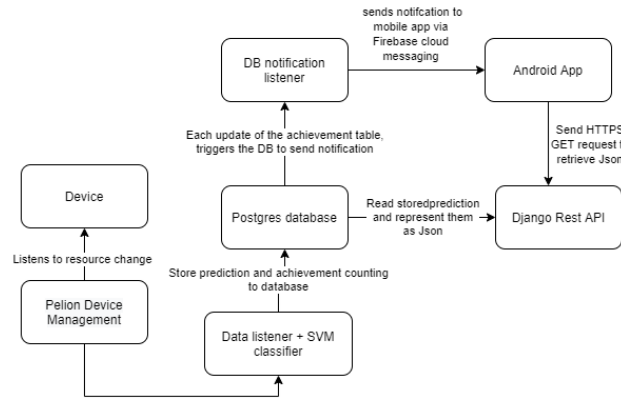 sends notifcation to
mobile app via
Firebase cloud
messaging
DB notification
listener
Android App
Each update of the achievement table,
triggers the DB to send notification
Send HTTPS
GET request t
retrieve Json
Device
Postgres database
Read storedprediction
and represent them
as Json
Django Rest API
Listens to resource change
Store prediction and achievement counting
to database
Pelion Device
Management
Data listener + SVM
classifier